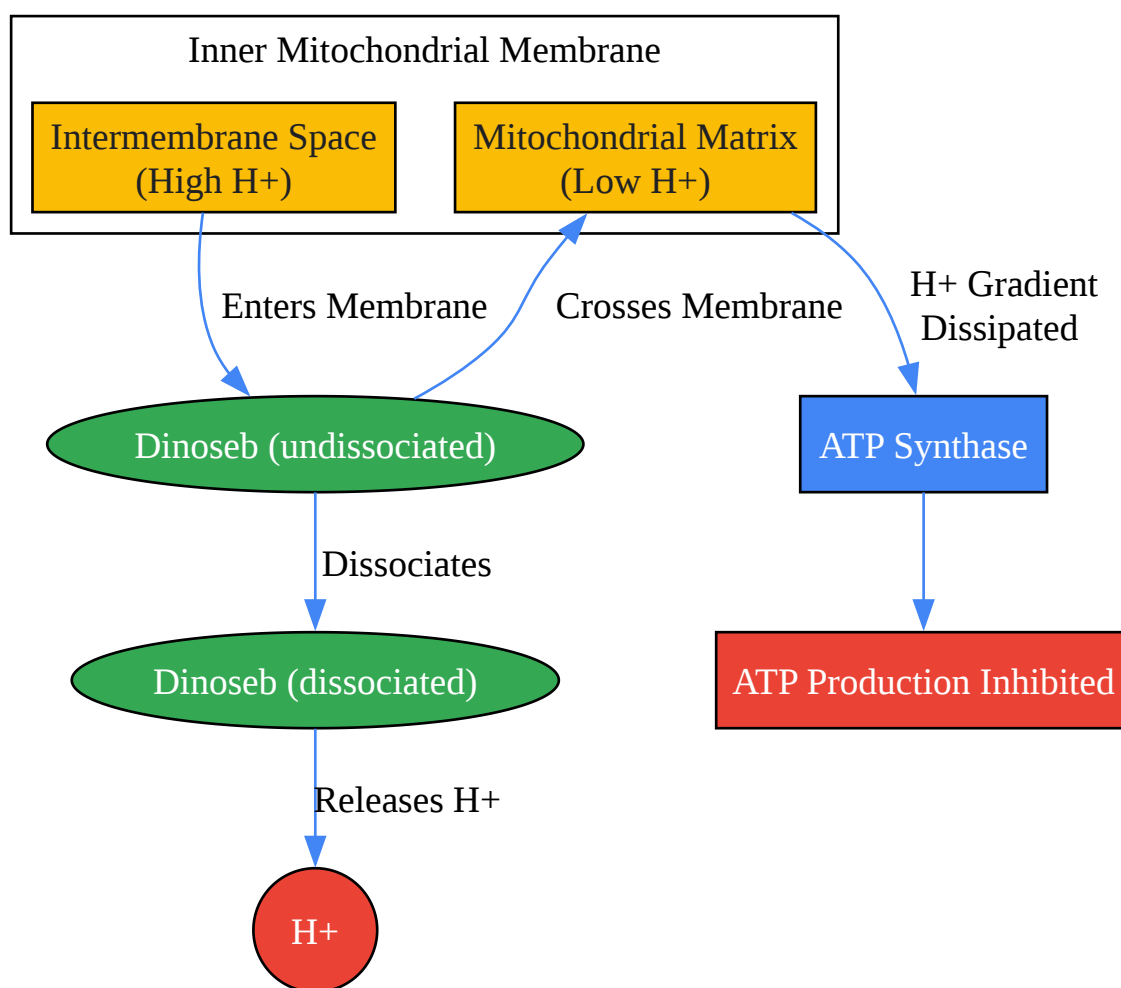 Inner Mitochondrial Membrane
Intermembrane Space
(High H+)
Mitochondrial Matrix
(Low H+)
Enters Membrane
Crosses Membrane
H+ Gradient
Dissipated
Dinoseb (undissociated)
ATP Synthase
Dissociates
Dinoseb (dissociated)
ATP Production Inhibited
Releases H+
H+